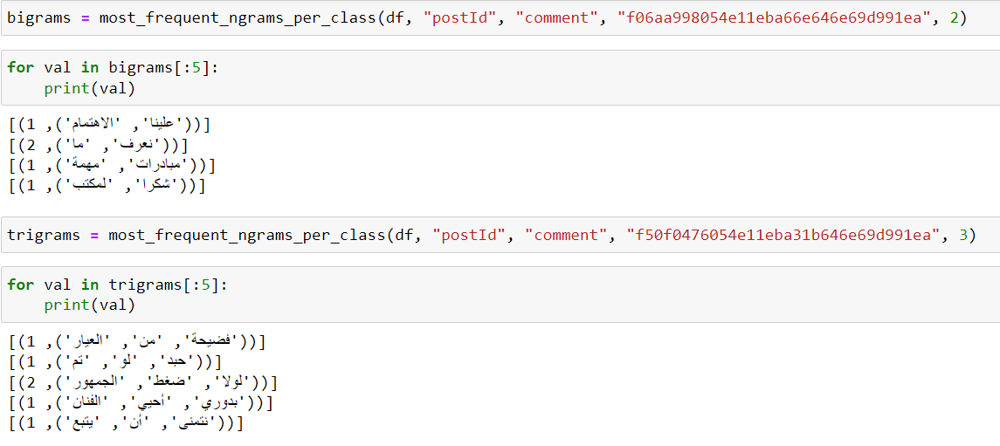 bigrams = most_frequent_ngrams_per_class(df, "postId", "comment", "f06aa998054e11eba66e646e69d991ea", 2)
for val in bigrams[:5]:
    print(val)
[(('علينا', 'الاهتمام'), 1)]
[(('نعرف', 'ما'), 2)]
[(('مبادرات', 'مهمة'), 1)]
[(('شكرا', 'لمكتب'), 1)]
trigrams = most_frequent_ngrams_per_class(df, "postId", "comment", "f50f0476054e11eba31b646e69d991ea", 3)
for val in trigrams[:5]:
    print(val)
[(('فضيحة', 'من', 'العيار'), 1)]
[(('حبد', 'لو', 'تم'), 1)]
[(('لولا', 'ضغط', 'الجمهور'), 2)]
[(('بدوري', 'أحيي', 'الفنان'), 1)]
[(('نتمنى', 'أن', 'يتبع'), 1)]